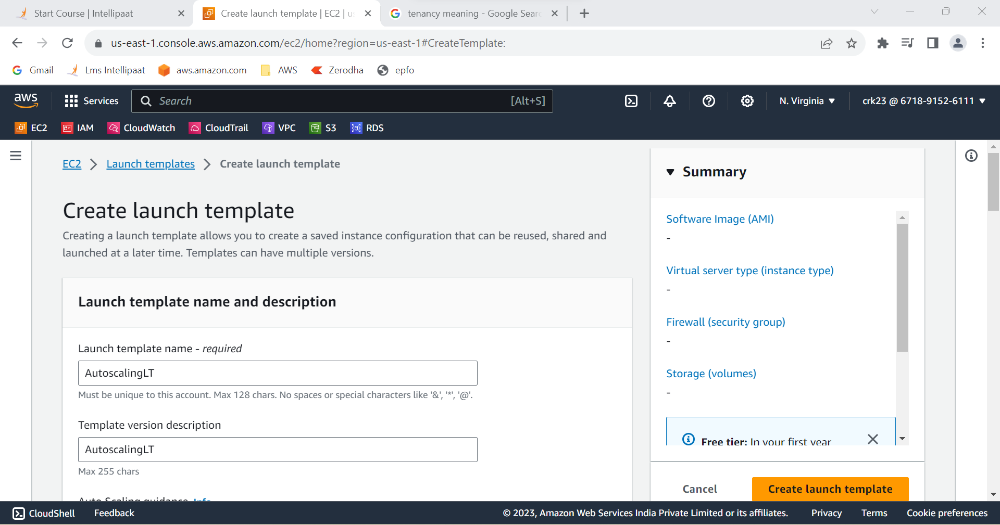 Start Course | Intellipaat
Create launch template | EC2 | us
tenancy meaning - Google Sear
us-east-1.console.aws.amazon.com/ec2/home?region=us-east-1#CreateTemplate:
Gmail
Lms Intellipaat
aws.amazon.com
AWS
Zerodha
epfo
aws
Services
Search
[Alt+S]
N. Virginia
crk23 @ 6718-9152-6111
EC2
IAM
CloudWatch
CloudTrail
VPC
S3
RDS
EC2
Launch templates
Create launch template
Create launch template
Creating a launch template allows you to create a saved instance configuration that can be reused, shared and
launched at a later time. Templates can have multiple versions.
Launch template name and description
Launch template name - required
AutoscalingLT
Must be unique to this account. Max 128 chars. No spaces or special characters like '&', '*', '@'.
Template version description
AutoscalingLT
Max 255 chars
Auto Scaling guidance Info
Summary
Software Image (AMI)
-
Virtual server type (instance type)
-
Firewall (security group)
-
Storage (volumes)
-
Free tier: In your first year
Cancel
Create launch template
CloudShell
Feedback
© 2023, Amazon Web Services India Private Limited or its affiliates.
Privacy
Terms
Cookie preferences